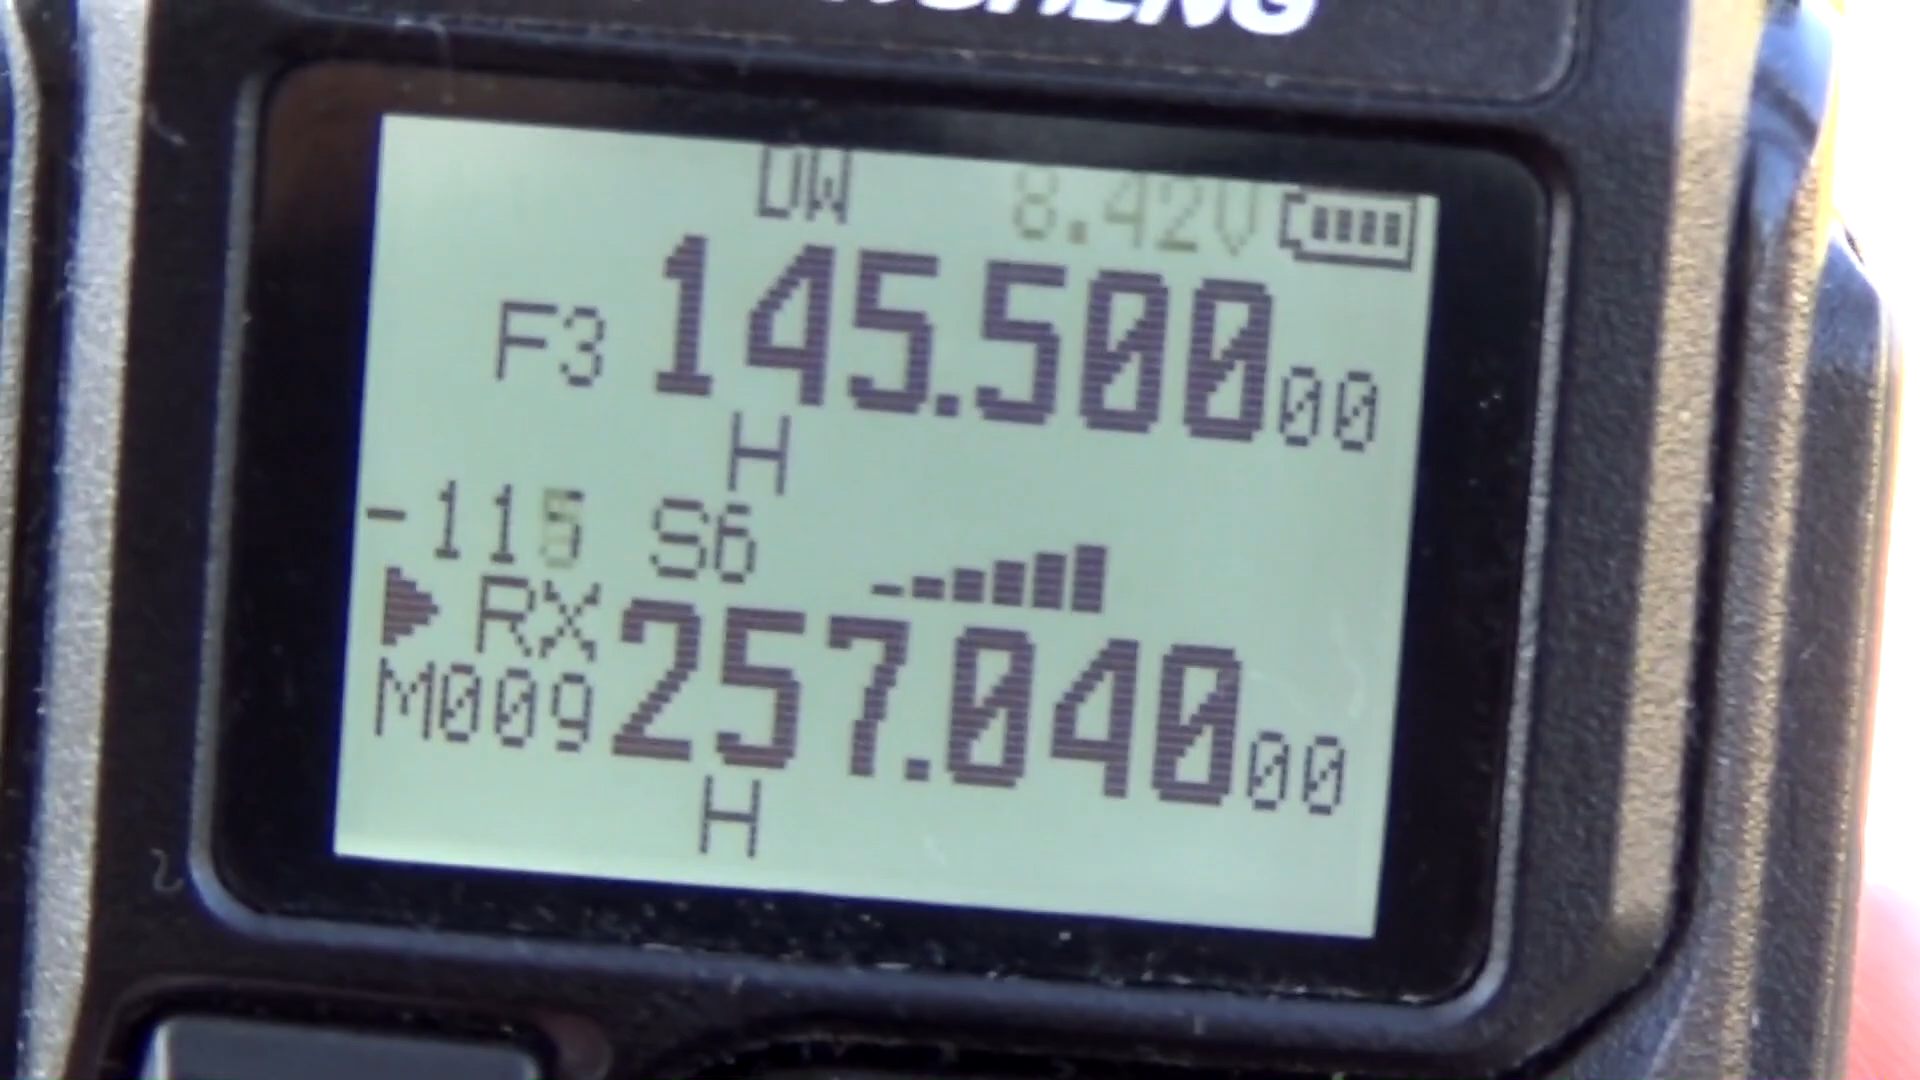 DW 8.42V
F3 145.50000
H
-115 S6
RX
M009 257.04000
H